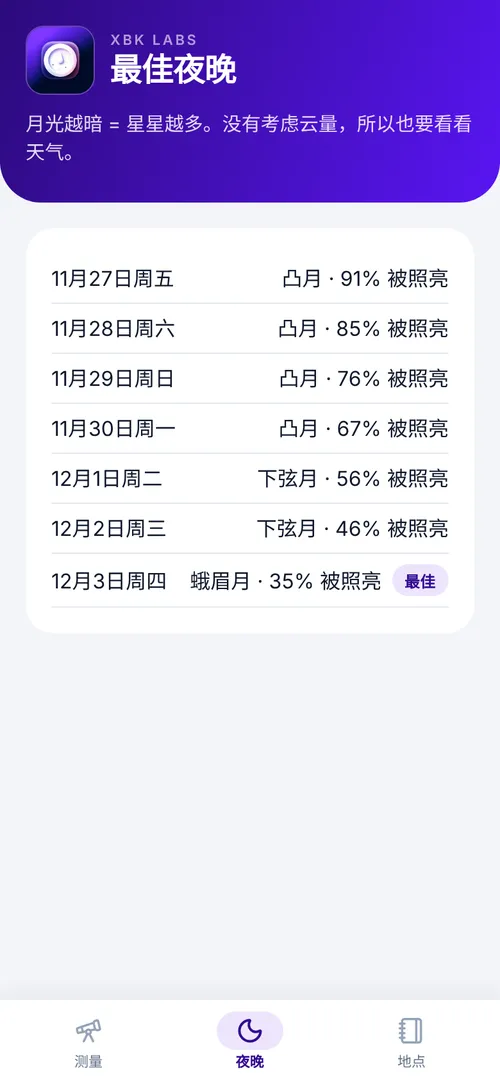 XBK LABS
最佳夜晚
月光越暗 = 星星越多。没有考虑云量，所以也要看看
天气。
11月27日周五 凸月 · 91% 被照亮
11月28日周六 凸月 · 85% 被照亮
11月29日周日 凸月 · 76% 被照亮
11月30日周一 凸月 · 67% 被照亮
12月1日周二 下弦月 · 56% 被照亮
12月2日周三 下弦月 · 46% 被照亮
12月3日周四 蛾眉月 · 35% 被照亮 最佳
测量 夜晚 地点